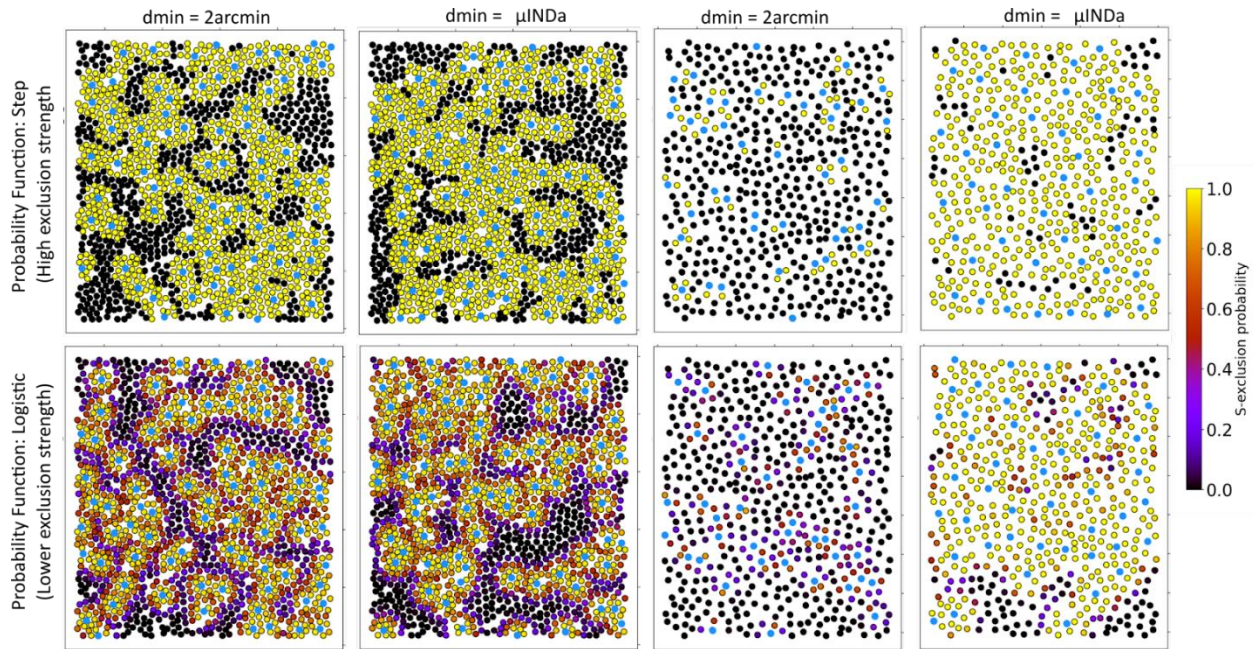 dmin = 2arcmin
dmin = μINDa
dmin = 2arcmin
dmin = μINDa
Probability Function: Step
(High exclusion strength)
Probability Function: Logistic
(Lower exclusion strength)
1.0
0.8
0.6
0.4
0.2
0.0
S-exclusion probability